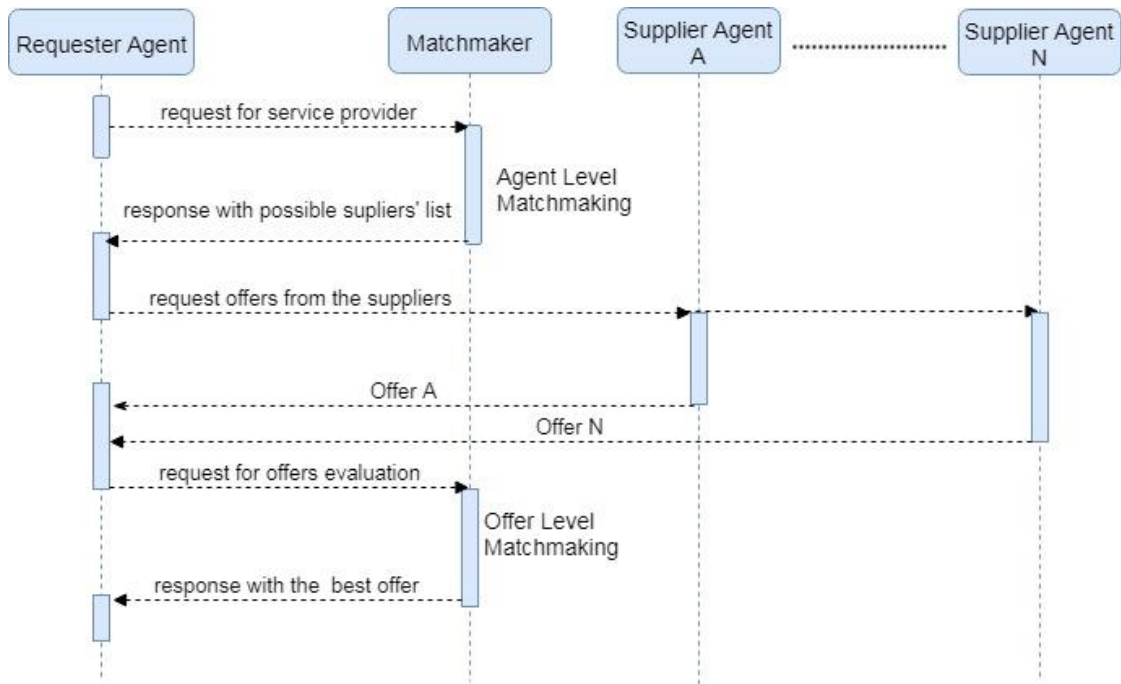 Requester Agent
Matchmaker
Supplier Agent
A
Supplier Agent
N
request for service provider
Agent Level
Matchmaking
response with possible supliers' list
request offers from the suppliers
Offer A
Offer N
request for offers evaluation
Offer Level
Matchmaking
response with the  best offer